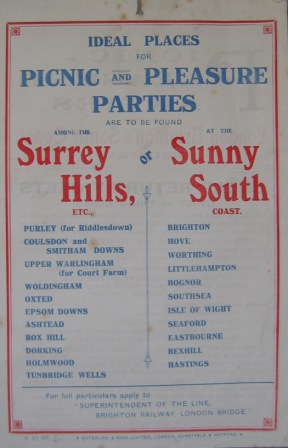 IDEAL PLACES
FOR
PICNIC AND PLEASURE
PARTIES
ARE TO BE FOUND
AMONG THE
Surrey
Hills,
ETC.,
or
AT THE
Sunny
South
COAST.
PURLEY (for Riddlesdown)
COULSDON and
SMITHAM DOWNS
UPPER WARLINGHAM
(for Court Farm)
WOLDINGHAM
OXTED
EPSOM DOWNS
ASHTEAD
BOX HILL
DORKING
HOLMWOOD
TUNBRIDGE WELLS
BRIGHTON
HOVE
WORTHING
LITTLEHAMPTON
BOGNOR
SOUTHSEA
ISLE OF WIGHT
SEAFORD
EASTBOURNE
BEXHILL
HASTINGS
For full particulars apply to
"SUPERINTENDENT OF THE LINE,
BRIGHTON RAILWAY, LONDON BRIDGE."